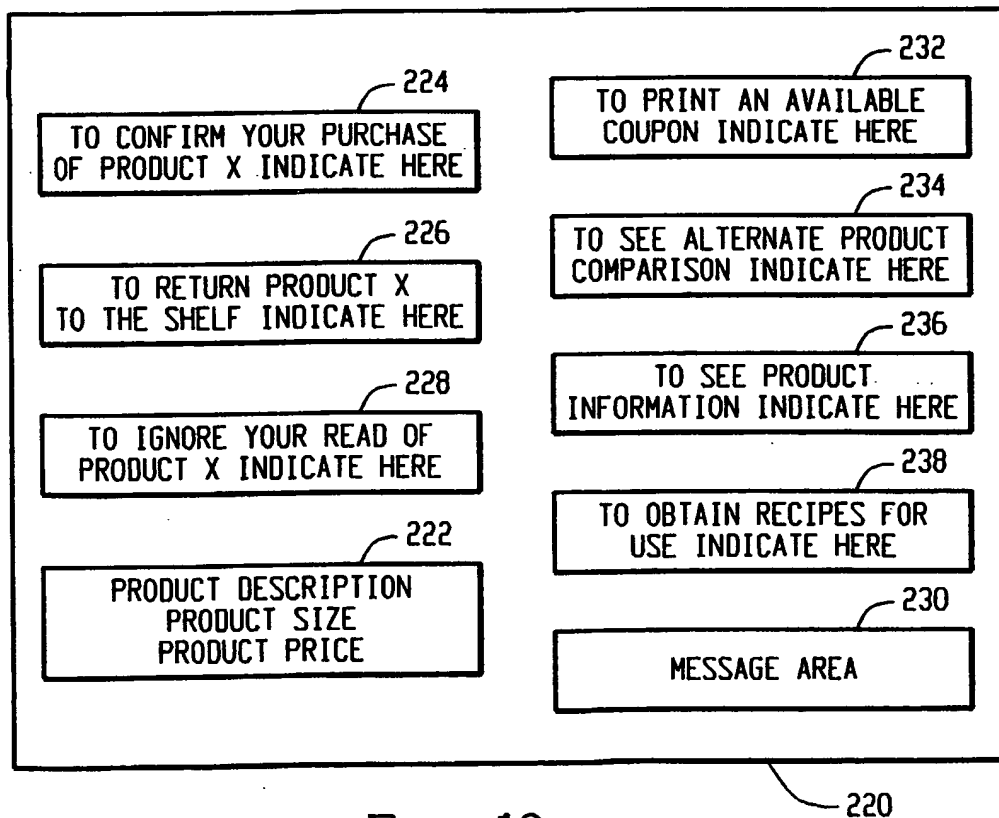 224
TO CONFIRM YOUR PURCHASE
OF PRODUCT X INDICATE HERE
226
TO RETURN PRODUCT X
TO THE SHELF INDICATE HERE
228
TO IGNORE YOUR READ OF
PRODUCT X INDICATE HERE
222
PRODUCT DESCRIPTION
PRODUCT SIZE
PRODUCT PRICE
232
TO PRINT AN AVAILABLE
COUPON INDICATE HERE
234
TO SEE ALTERNATE PRODUCT
COMPARISON INDICATE HERE
236
TO SEE PRODUCT
INFORMATION INDICATE HERE
238
TO OBTAIN RECIPES FOR
USE INDICATE HERE
230
MESSAGE AREA
220